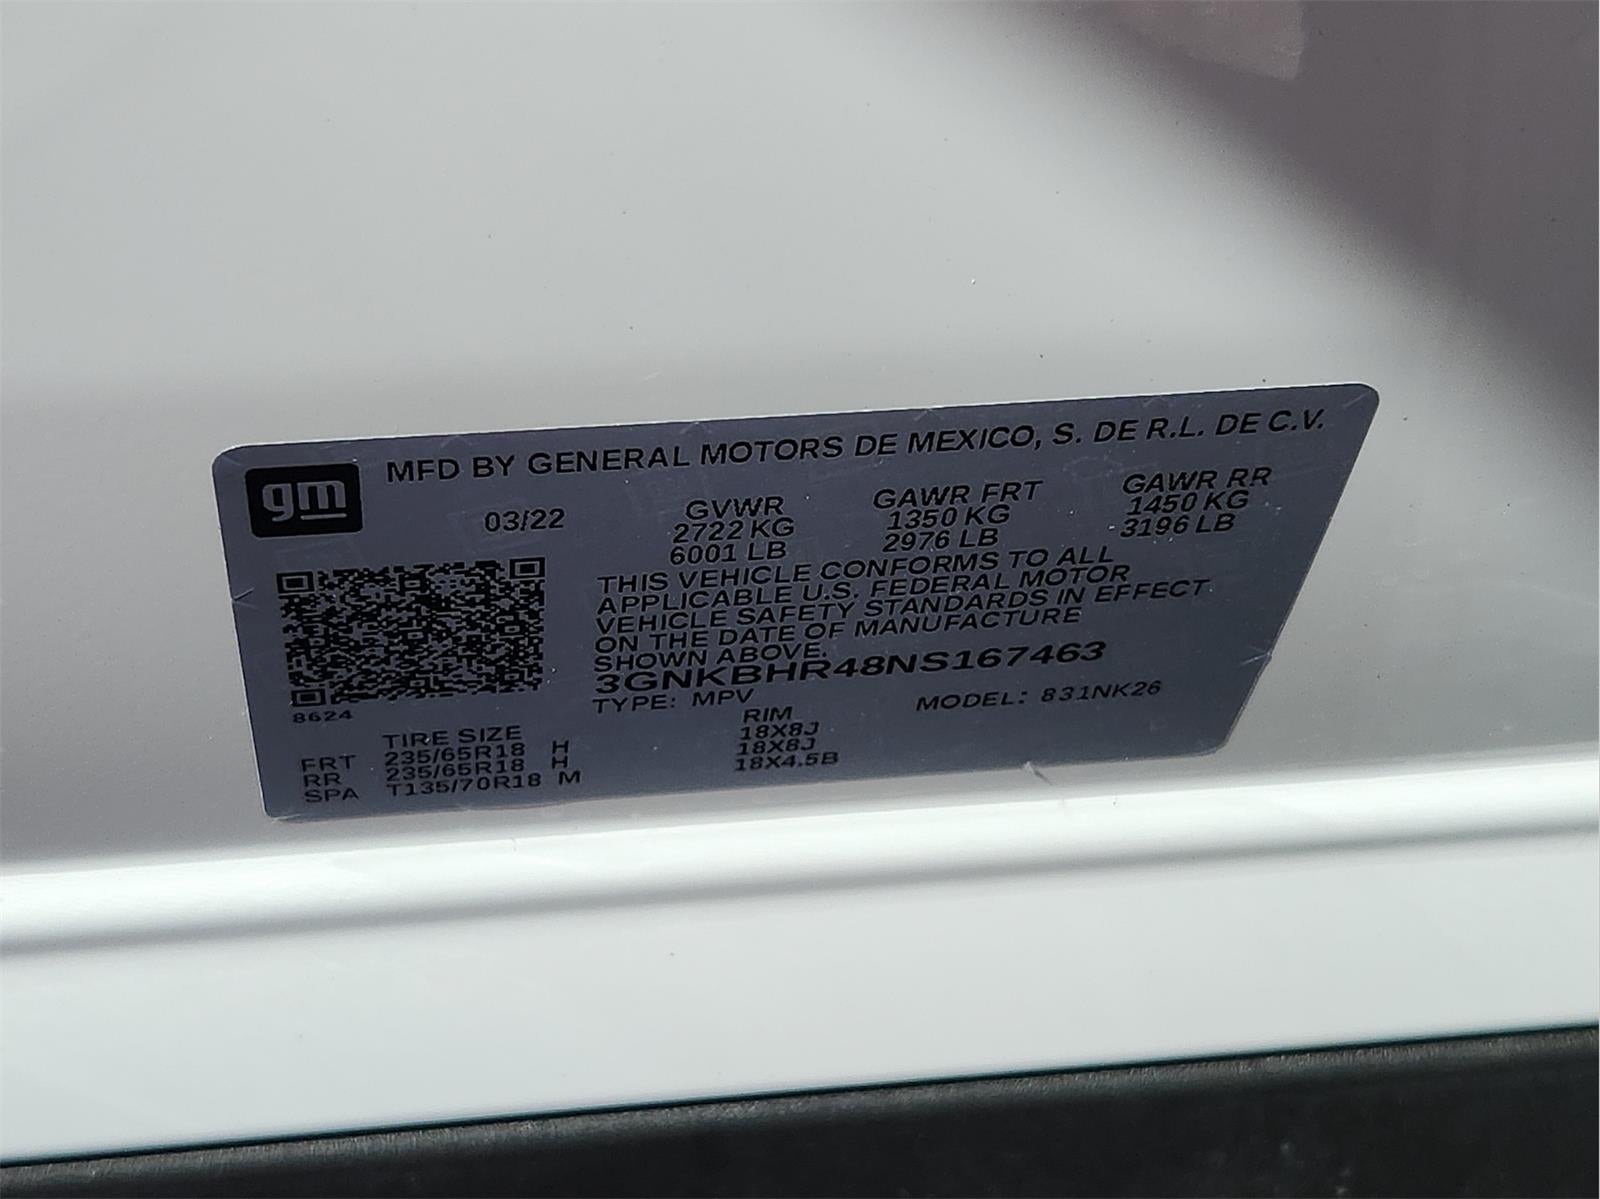 MFD BY GENERAL MOTORS DE MEXICO, S. DE R.L. DE C.V.
gm
03/22
GVWR GAWR FRT GAWR RR
2722 KG 1350 KG 1450 KG
6001 LB 2976 LB 3196 LB
THIS VEHICLE CONFORMS TO ALL
APPLICABLE U.S. FEDERAL MOTOR
VEHICLE SAFETY STANDARDS IN EFFECT
ON THE DATE OF MANUFACTURE
SHOWN ABOVE.
3GNKBHR48NS167463
TYPE: MPV MODEL: 831NK26
8624
TIRE SIZE RIM
FRT 235/65R18 H 18X8J
RR 235/65R18 H 18X8J
SPA T135/70R18 M 18X4.5B